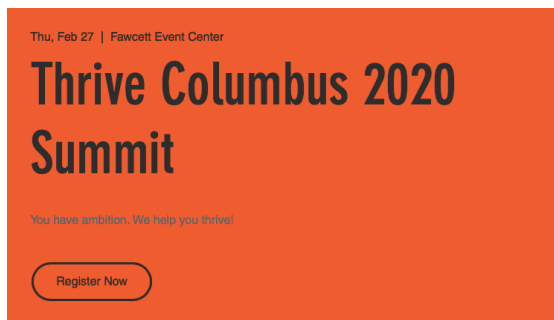 Thu, Feb 27 | Fawcett Event Center
Thrive Columbus 2020
Summit
You have ambition. We help you thrive!
Register Now